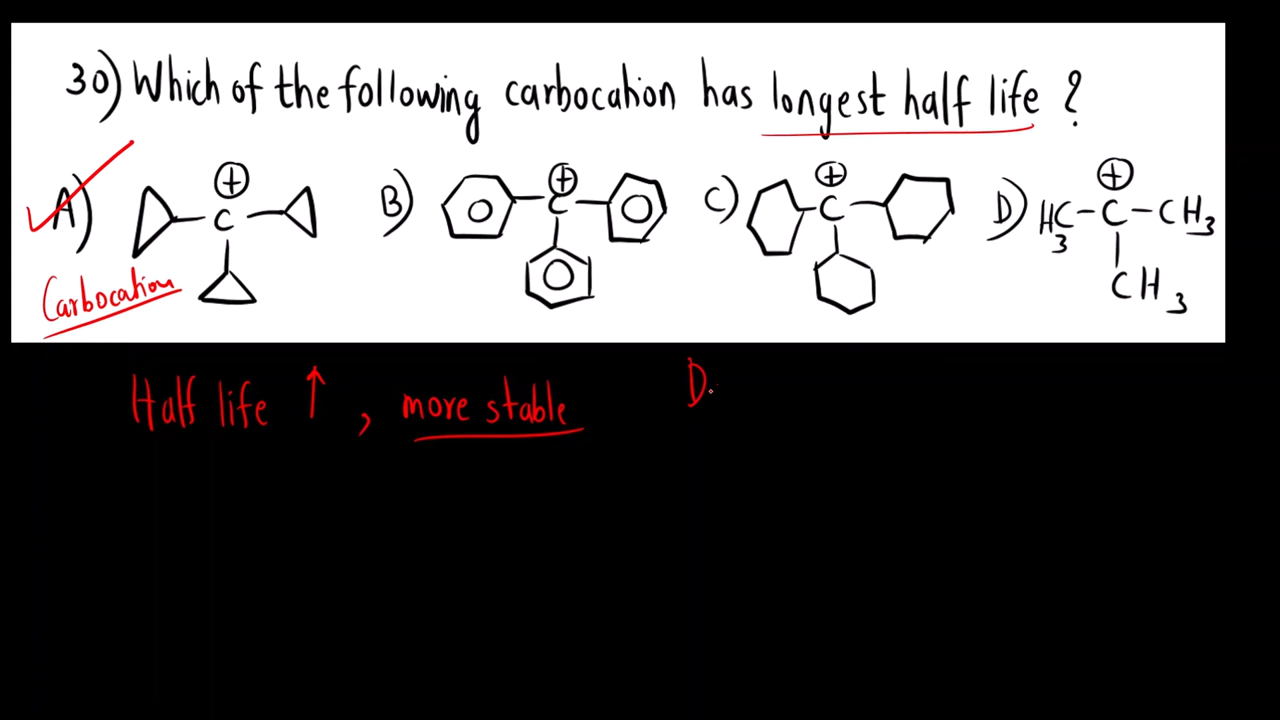 30) Which of the following carbocation has longest half life ?
A) + C B) + C C) + C D) + H3C-C-CH3
CH3
Carbocation
Half life ↑ , more stable D.